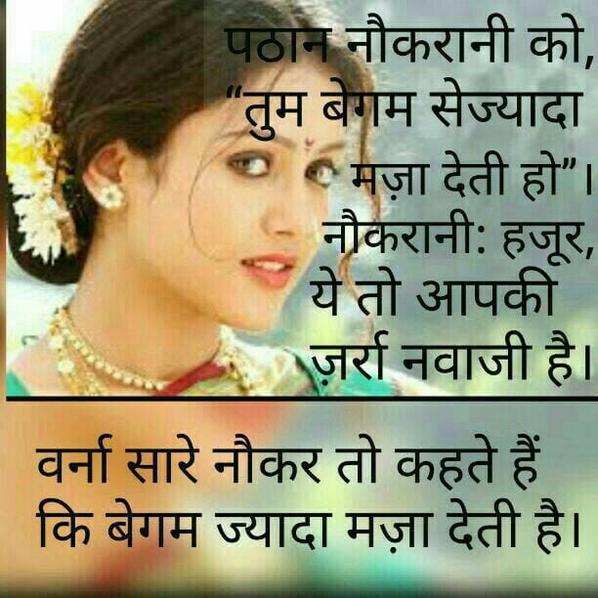 पठान नौकरानी को,
“तुम बेगम सेज्यादा
मज़ा देती हो”।
नौकरानी: हजूर,
ये तो आपकी
ज़र्रा नवाजी है।
वर्ना सारे नौकर तो कहते हैं
कि बेगम ज्यादा मज़ा देती है।